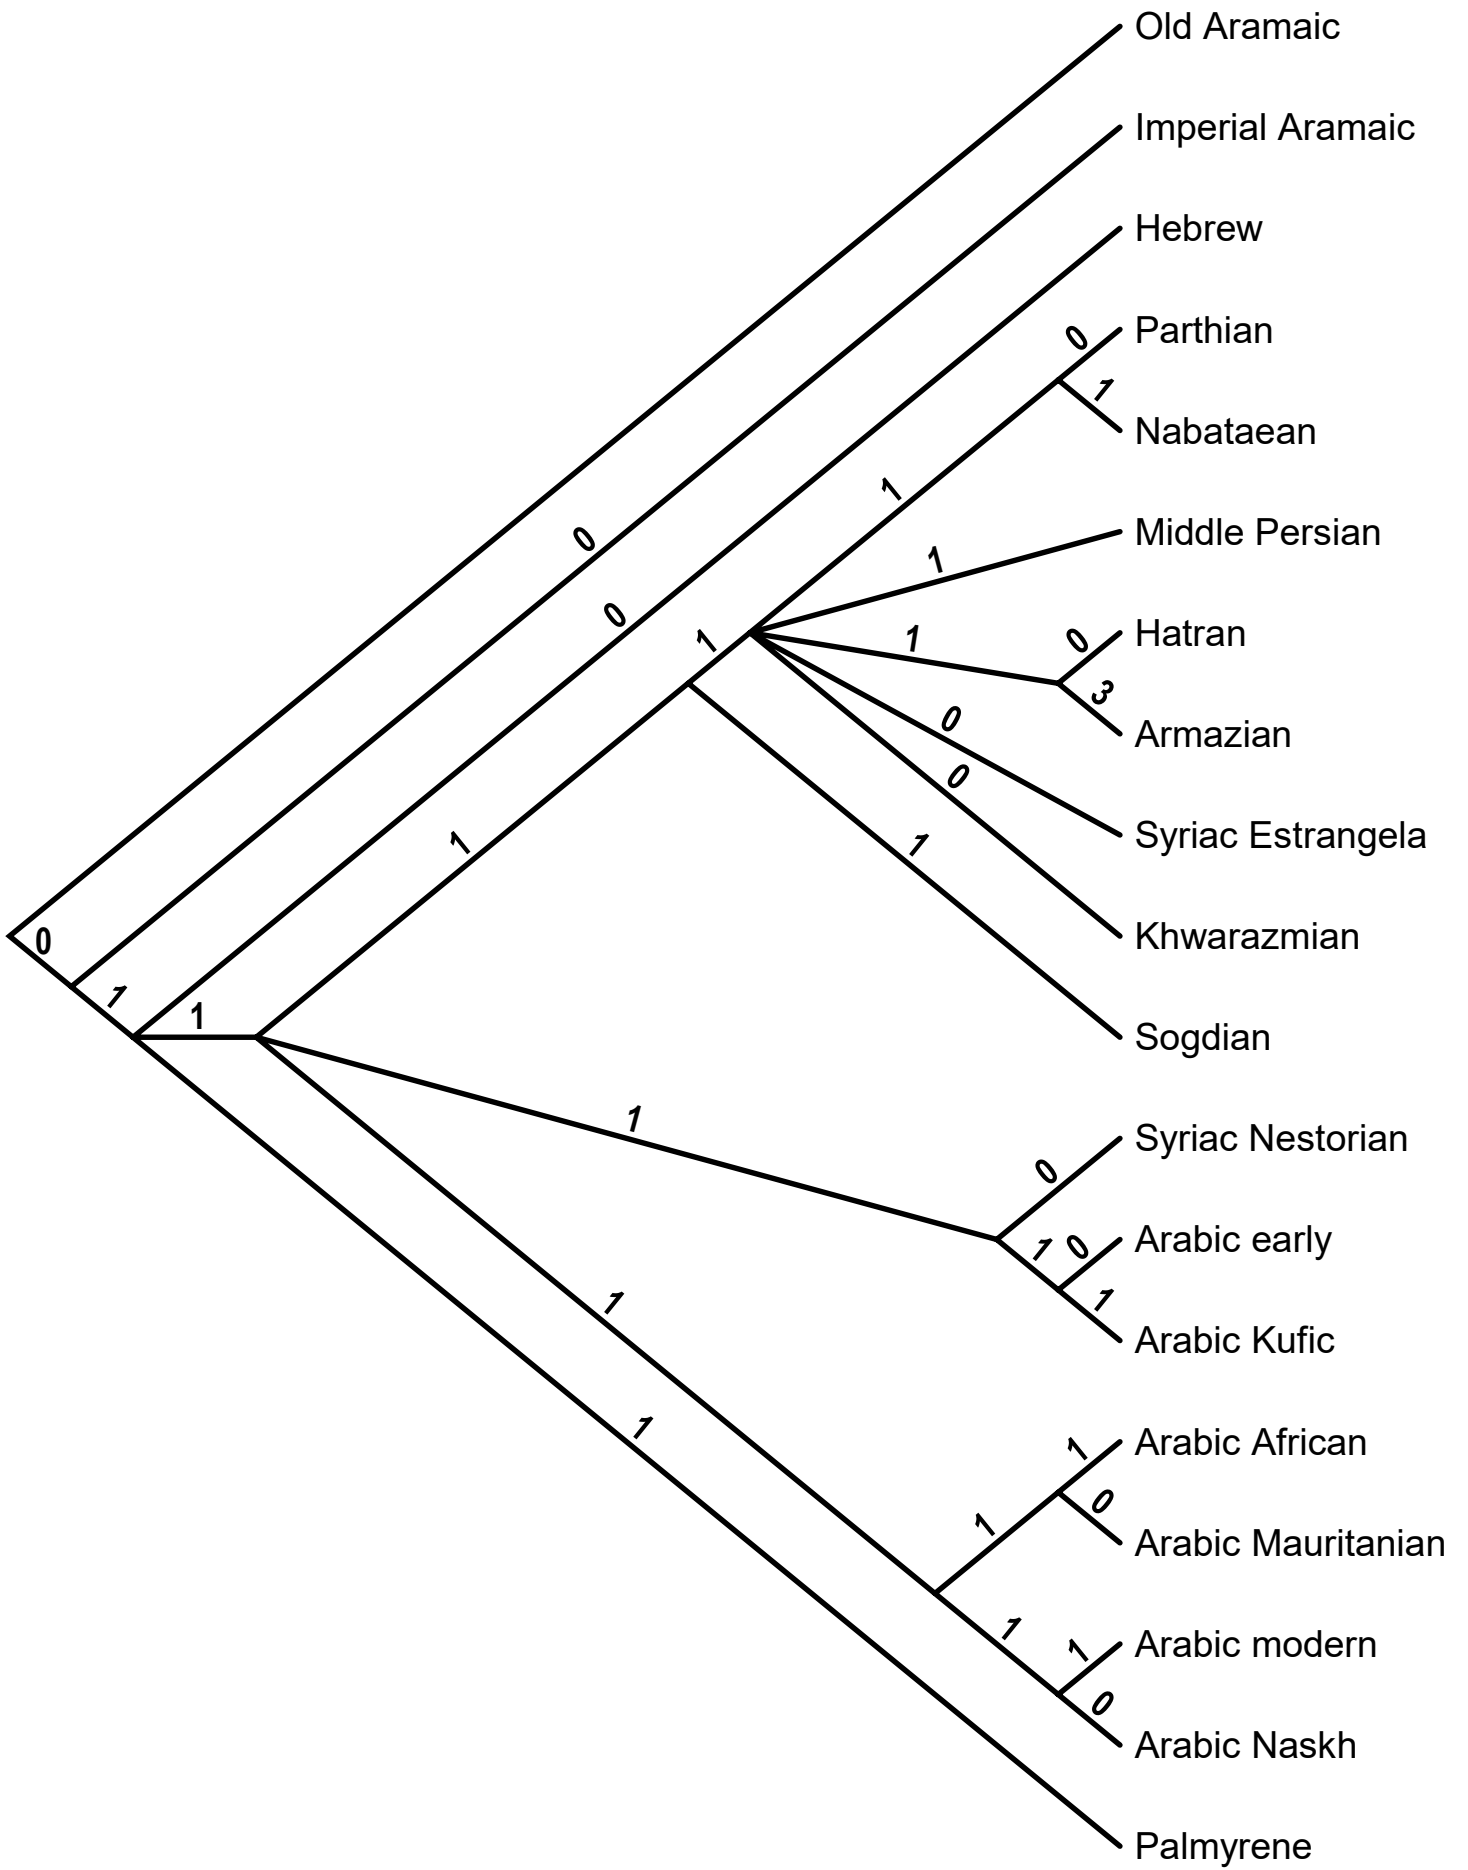 Old Aramaic
Imperial Aramaic
Hebrew
0
Parthian
1
Nabataean
1
Middle Persian
0
1
0
1
1
0
Hatran
3
Armazian
0
0
Syriac Estrangela
1
1
Khwarazmian
0
1
1
Sogdian
1
Syriac Nestorian
0
1
0
Arabic early
1
Arabic Kufic
1
1
1
Arabic African
0
1
Arabic Mauritanian
1
1
Arabic modern
0
Arabic Naskh
Palmyrene